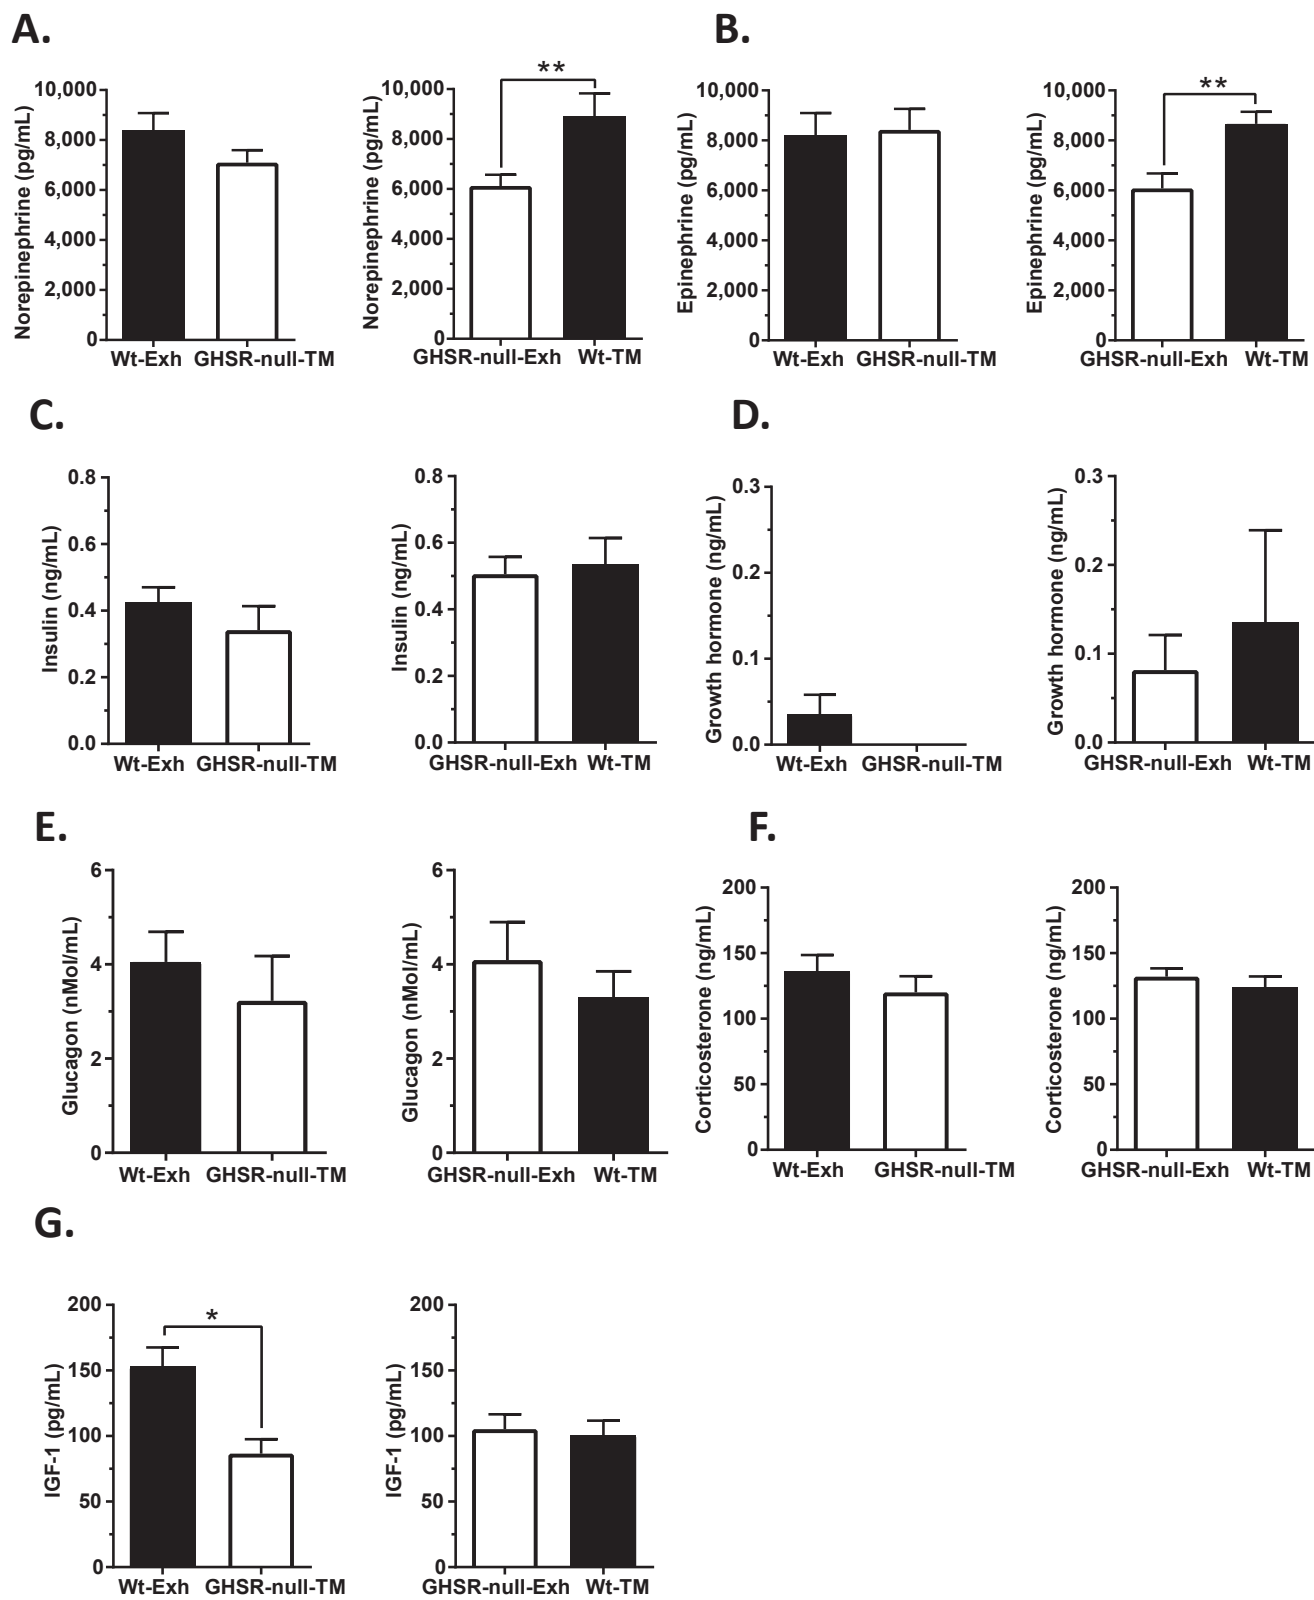 A.
Norepinephrine (pg/mL)
10,000
8,000
6,000
4,000
2,000
0
Wt-Exh GHSR-null-TM
Norepinephrine (pg/mL)
10,000
8,000
6,000
4,000
2,000
0
**
GHSR-null-Exh Wt-TM
B.
Epinephrine (pg/mL)
10,000
8,000
6,000
4,000
2,000
0
Wt-Exh GHSR-null-TM
Epinephrine (pg/mL)
10,000
8,000
6,000
4,000
2,000
0
**
GHSR-null-Exh Wt-TM
C.
Insulin (ng/mL)
0.8
0.6
0.4
0.2
0.0
Wt-Exh GHSR-null-TM
Insulin (ng/mL)
0.8
0.6
0.4
0.2
0.0
GHSR-null-Exh Wt-TM
D.
Growth hormone (ng/mL)
0.3
0.2
0.1
0.0
Wt-Exh GHSR-null-TM
Growth hormone (ng/mL)
0.3
0.2
0.1
0.0
GHSR-null-Exh Wt-TM
E.
Glucagon (nMol/mL)
6
4
2
0
Wt-Exh GHSR-null-TM
Glucagon (nMol/mL)
6
4
2
0
GHSR-null-Exh Wt-TM
F.
Corticosterone (ng/mL)
200
150
100
50
0
Wt-Exh GHSR-null-TM
Corticosterone (ng/mL)
200
150
100
50
0
GHSR-null-Exh Wt-TM
G.
IGF-1 (pg/mL)
200
150
100
50
0
*
Wt-Exh GHSR-null-TM
IGF-1 (pg/mL)
200
150
100
50
0
GHSR-null-Exh Wt-TM